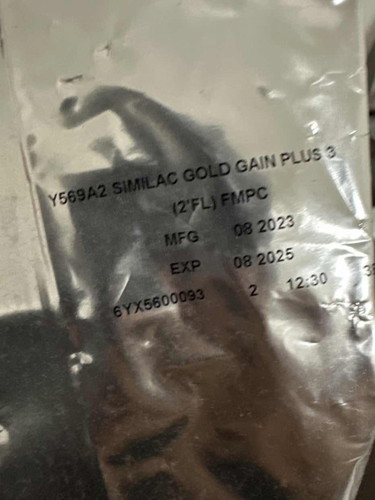 Y569A2 SIMILAC GOLD GAIN PLUS 3
(2'FL) FMPC
MFG 08 2023
EXP 08 2025
6YX5600093 2 12:30